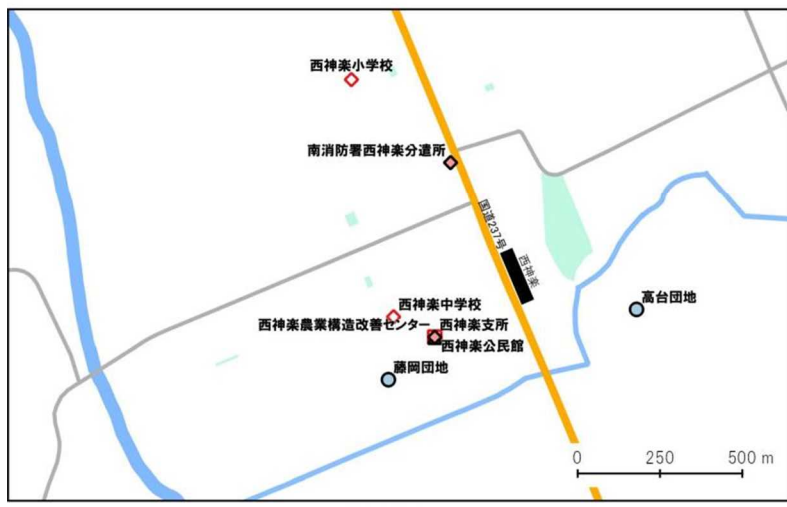 西神楽小学校
南消防署西神楽分遣所
国道237号
西神楽
高台団地
西神楽中学校
西神楽農業構造改善センター
西神楽支所
西神楽公民館
藤岡団地
0 250 500 m